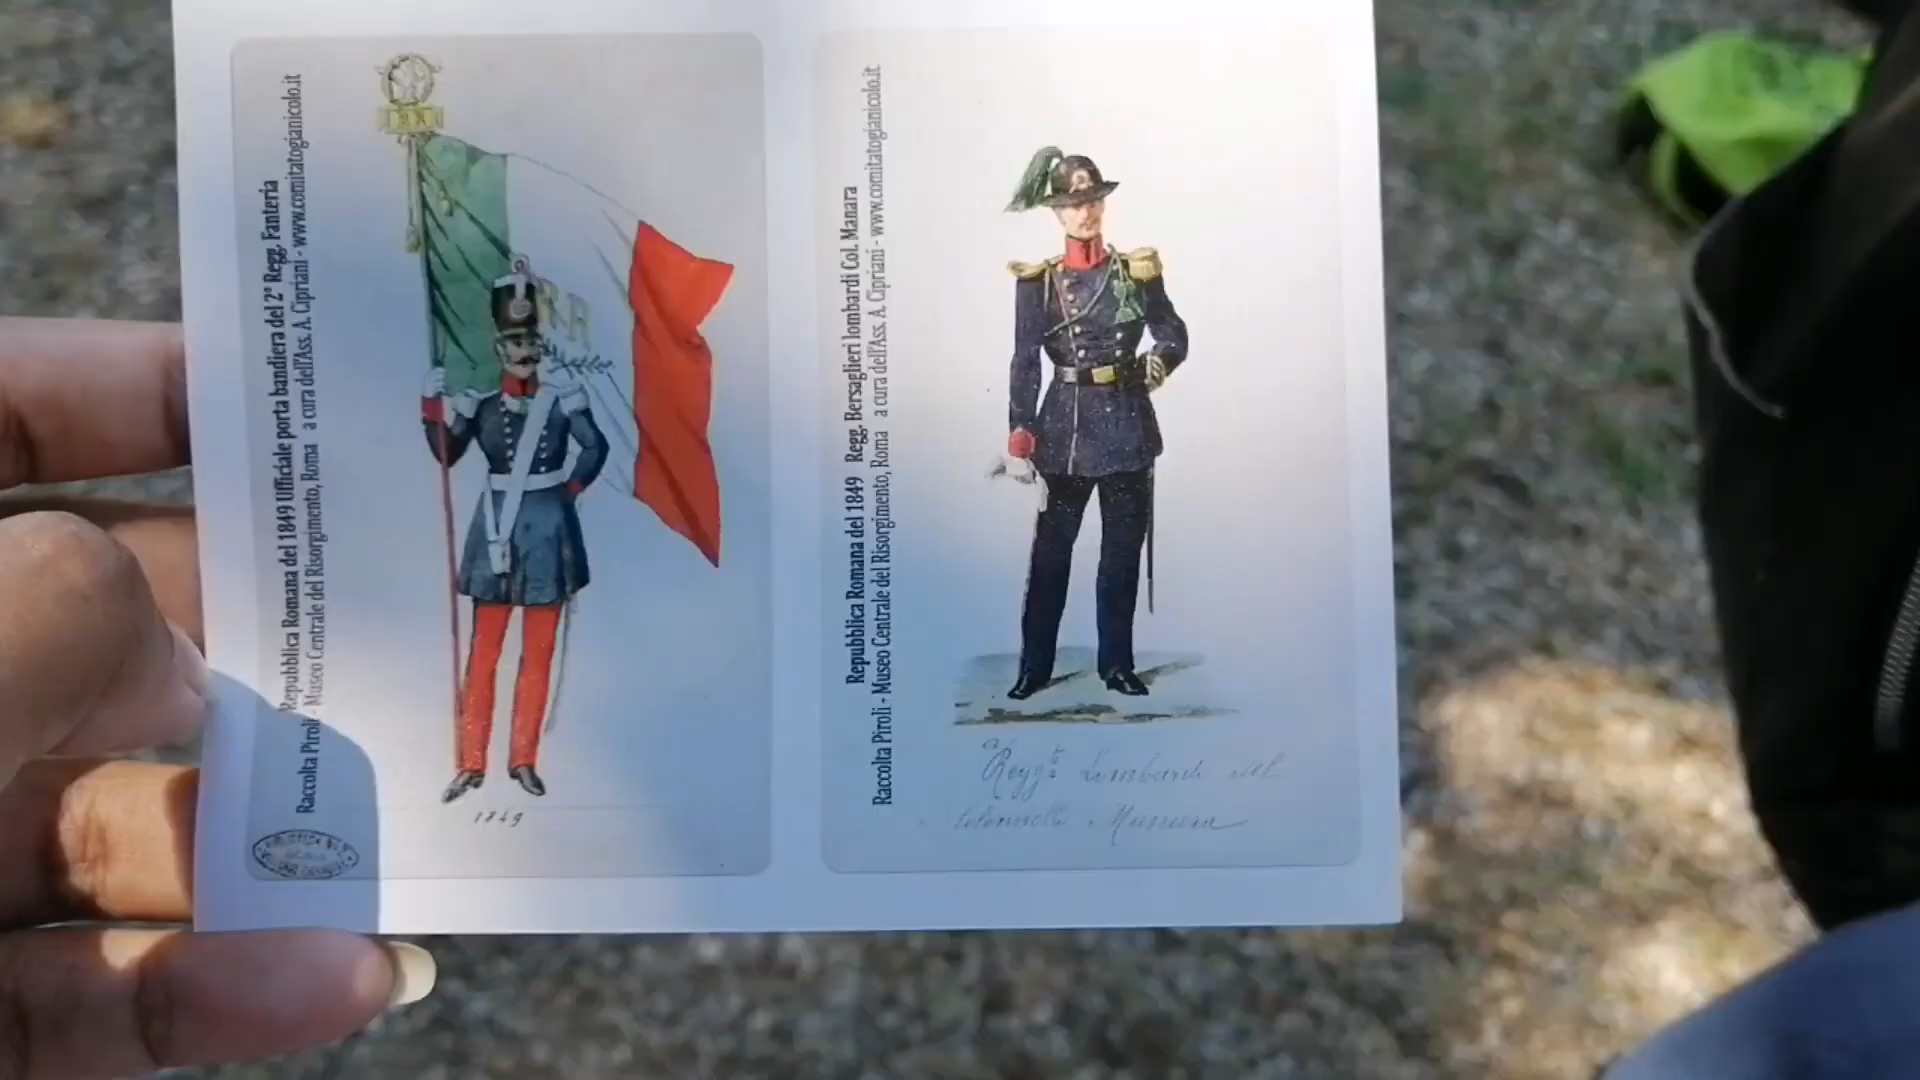 Repubblica Romana del 1849 Ufficiale porta bandiera del 2° Regg. Fanteria
Raccolta Piroli - Museo Centrale del Risorgimento, Roma a cura dell'Ass. A. Cipriani - www.comitatogianicolo.it
R.R
1849
Repubblica Romana del 1849 Regg. Bersaglieri lombardi Col. Manara
Raccolta Piroli - Museo Centrale del Risorgimento, Roma a cura dell'Ass. A. Cipriani - www.comitatogianicolo.it
Lombardi del